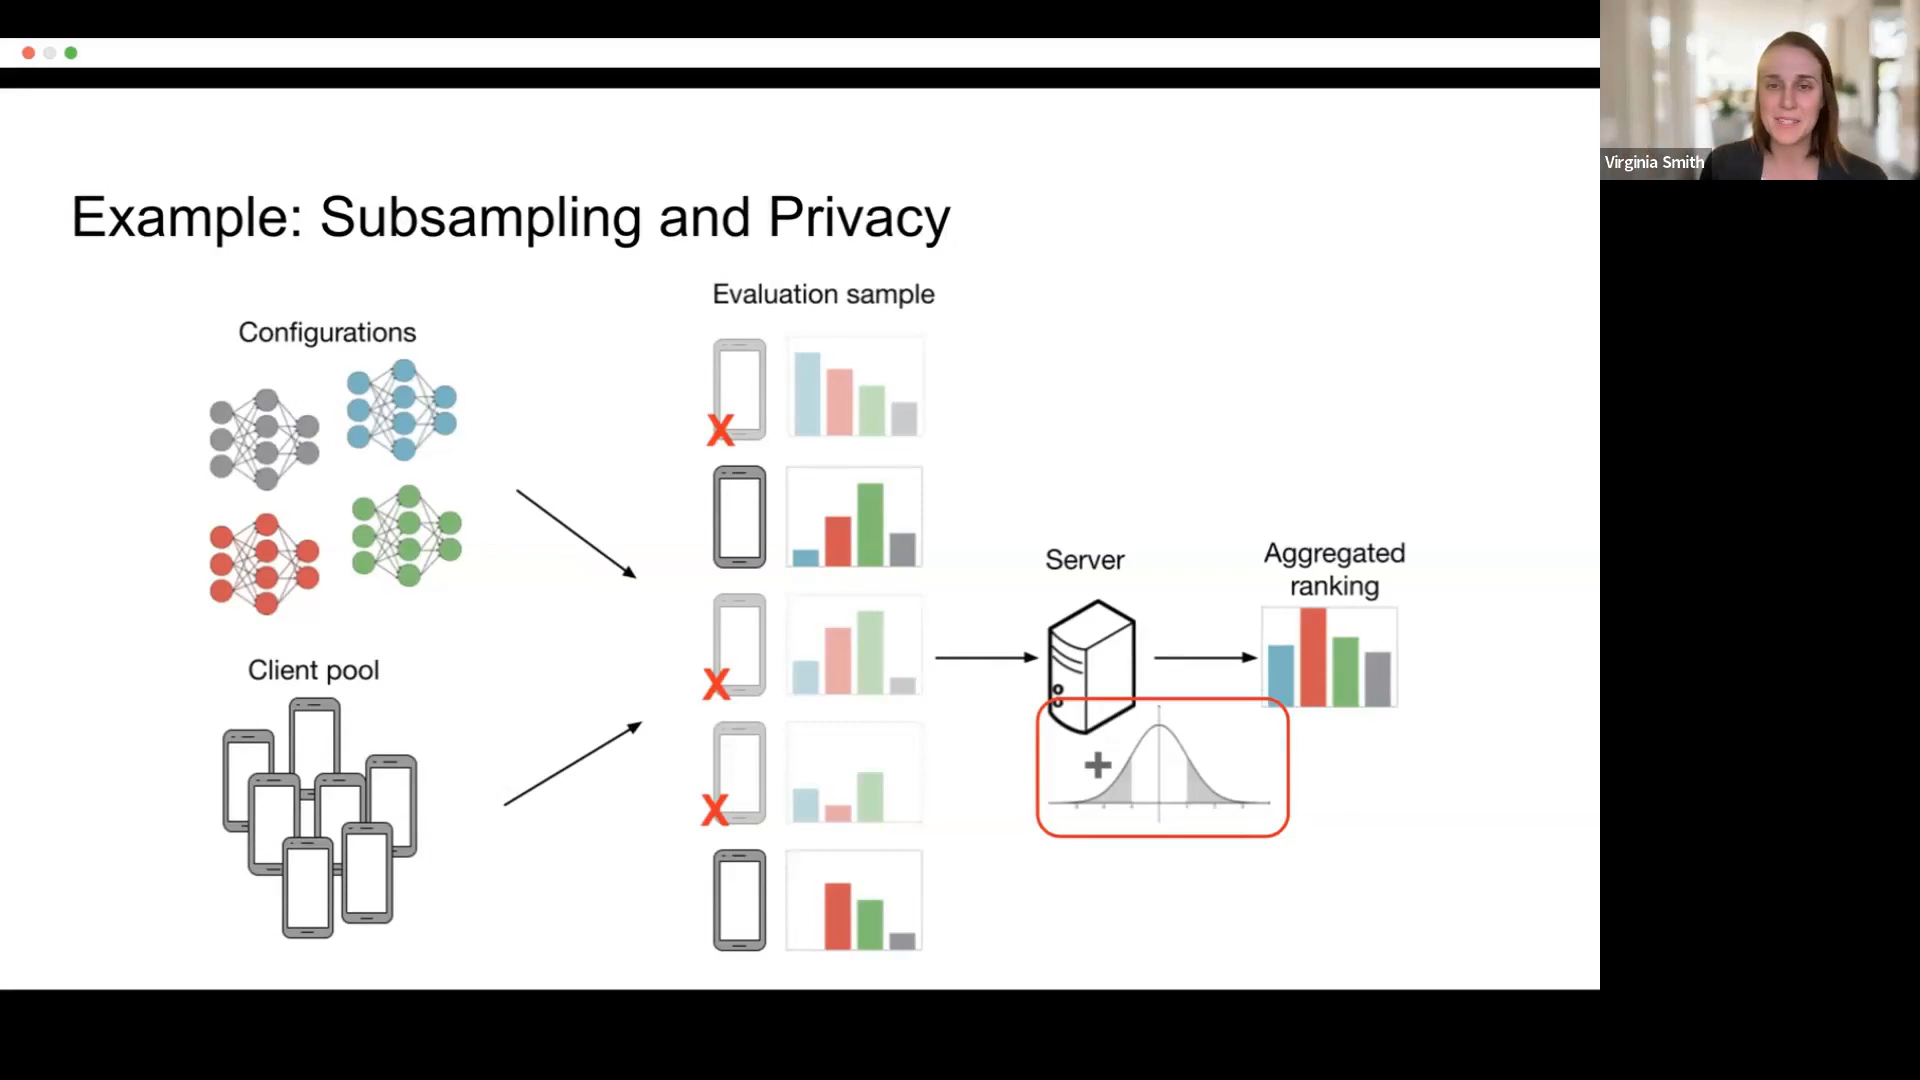 Virginia Smith
Example: Subsampling and Privacy
Evaluation sample
Configurations
X
Server
Aggregated
ranking
Client pool
X
X
+